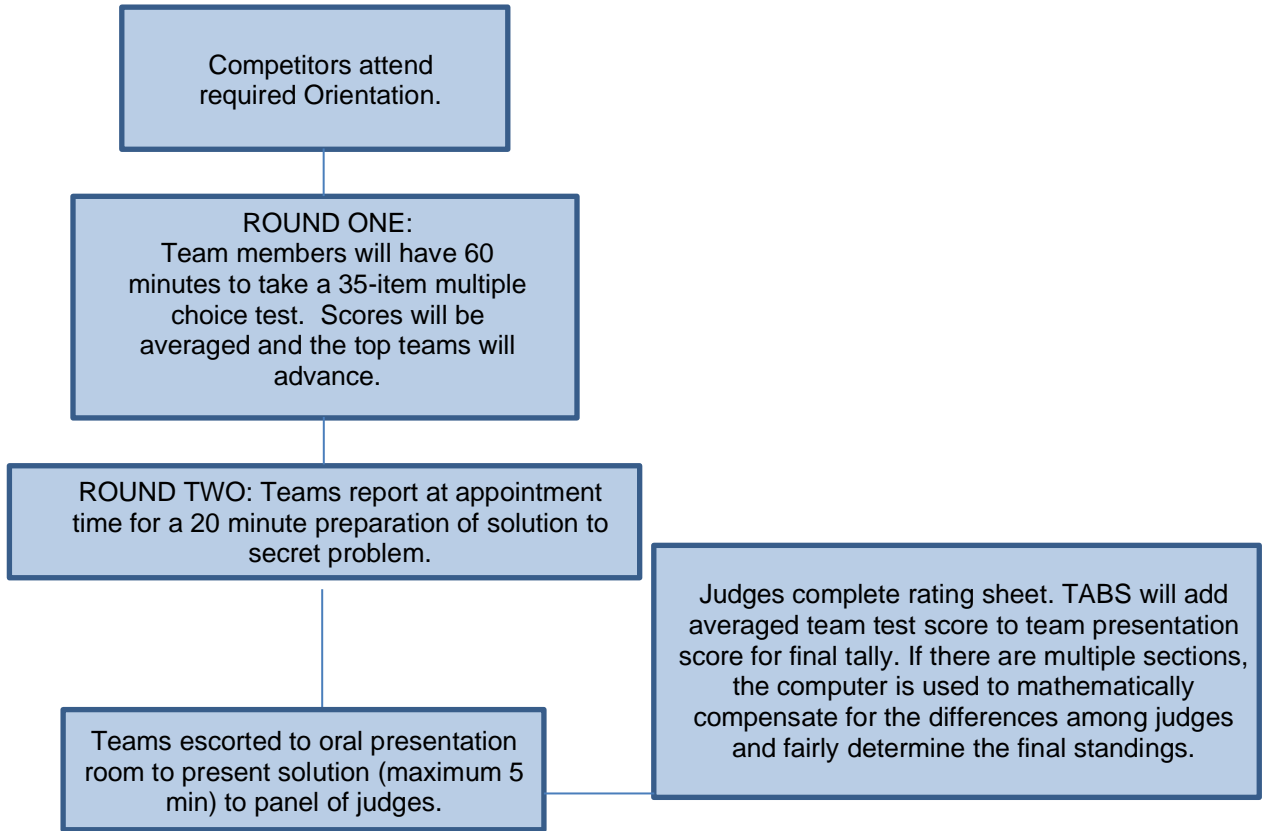 Competitors attend
required Orientation.
ROUND ONE:
Team members will have 60
minutes to take a 35-item multiple
choice test.  Scores will be
averaged and the top teams will
advance.
ROUND TWO: Teams report at appointment
time for a 20 minute preparation of solution to
secret problem.
Teams escorted to oral presentation
room to present solution (maximum 5
min) to panel of judges.
Judges complete rating sheet. TABS will add
averaged team test score to team presentation
score for final tally. If there are multiple sections,
the computer is used to mathematically
compensate for the differences among judges
and fairly determine the final standings.